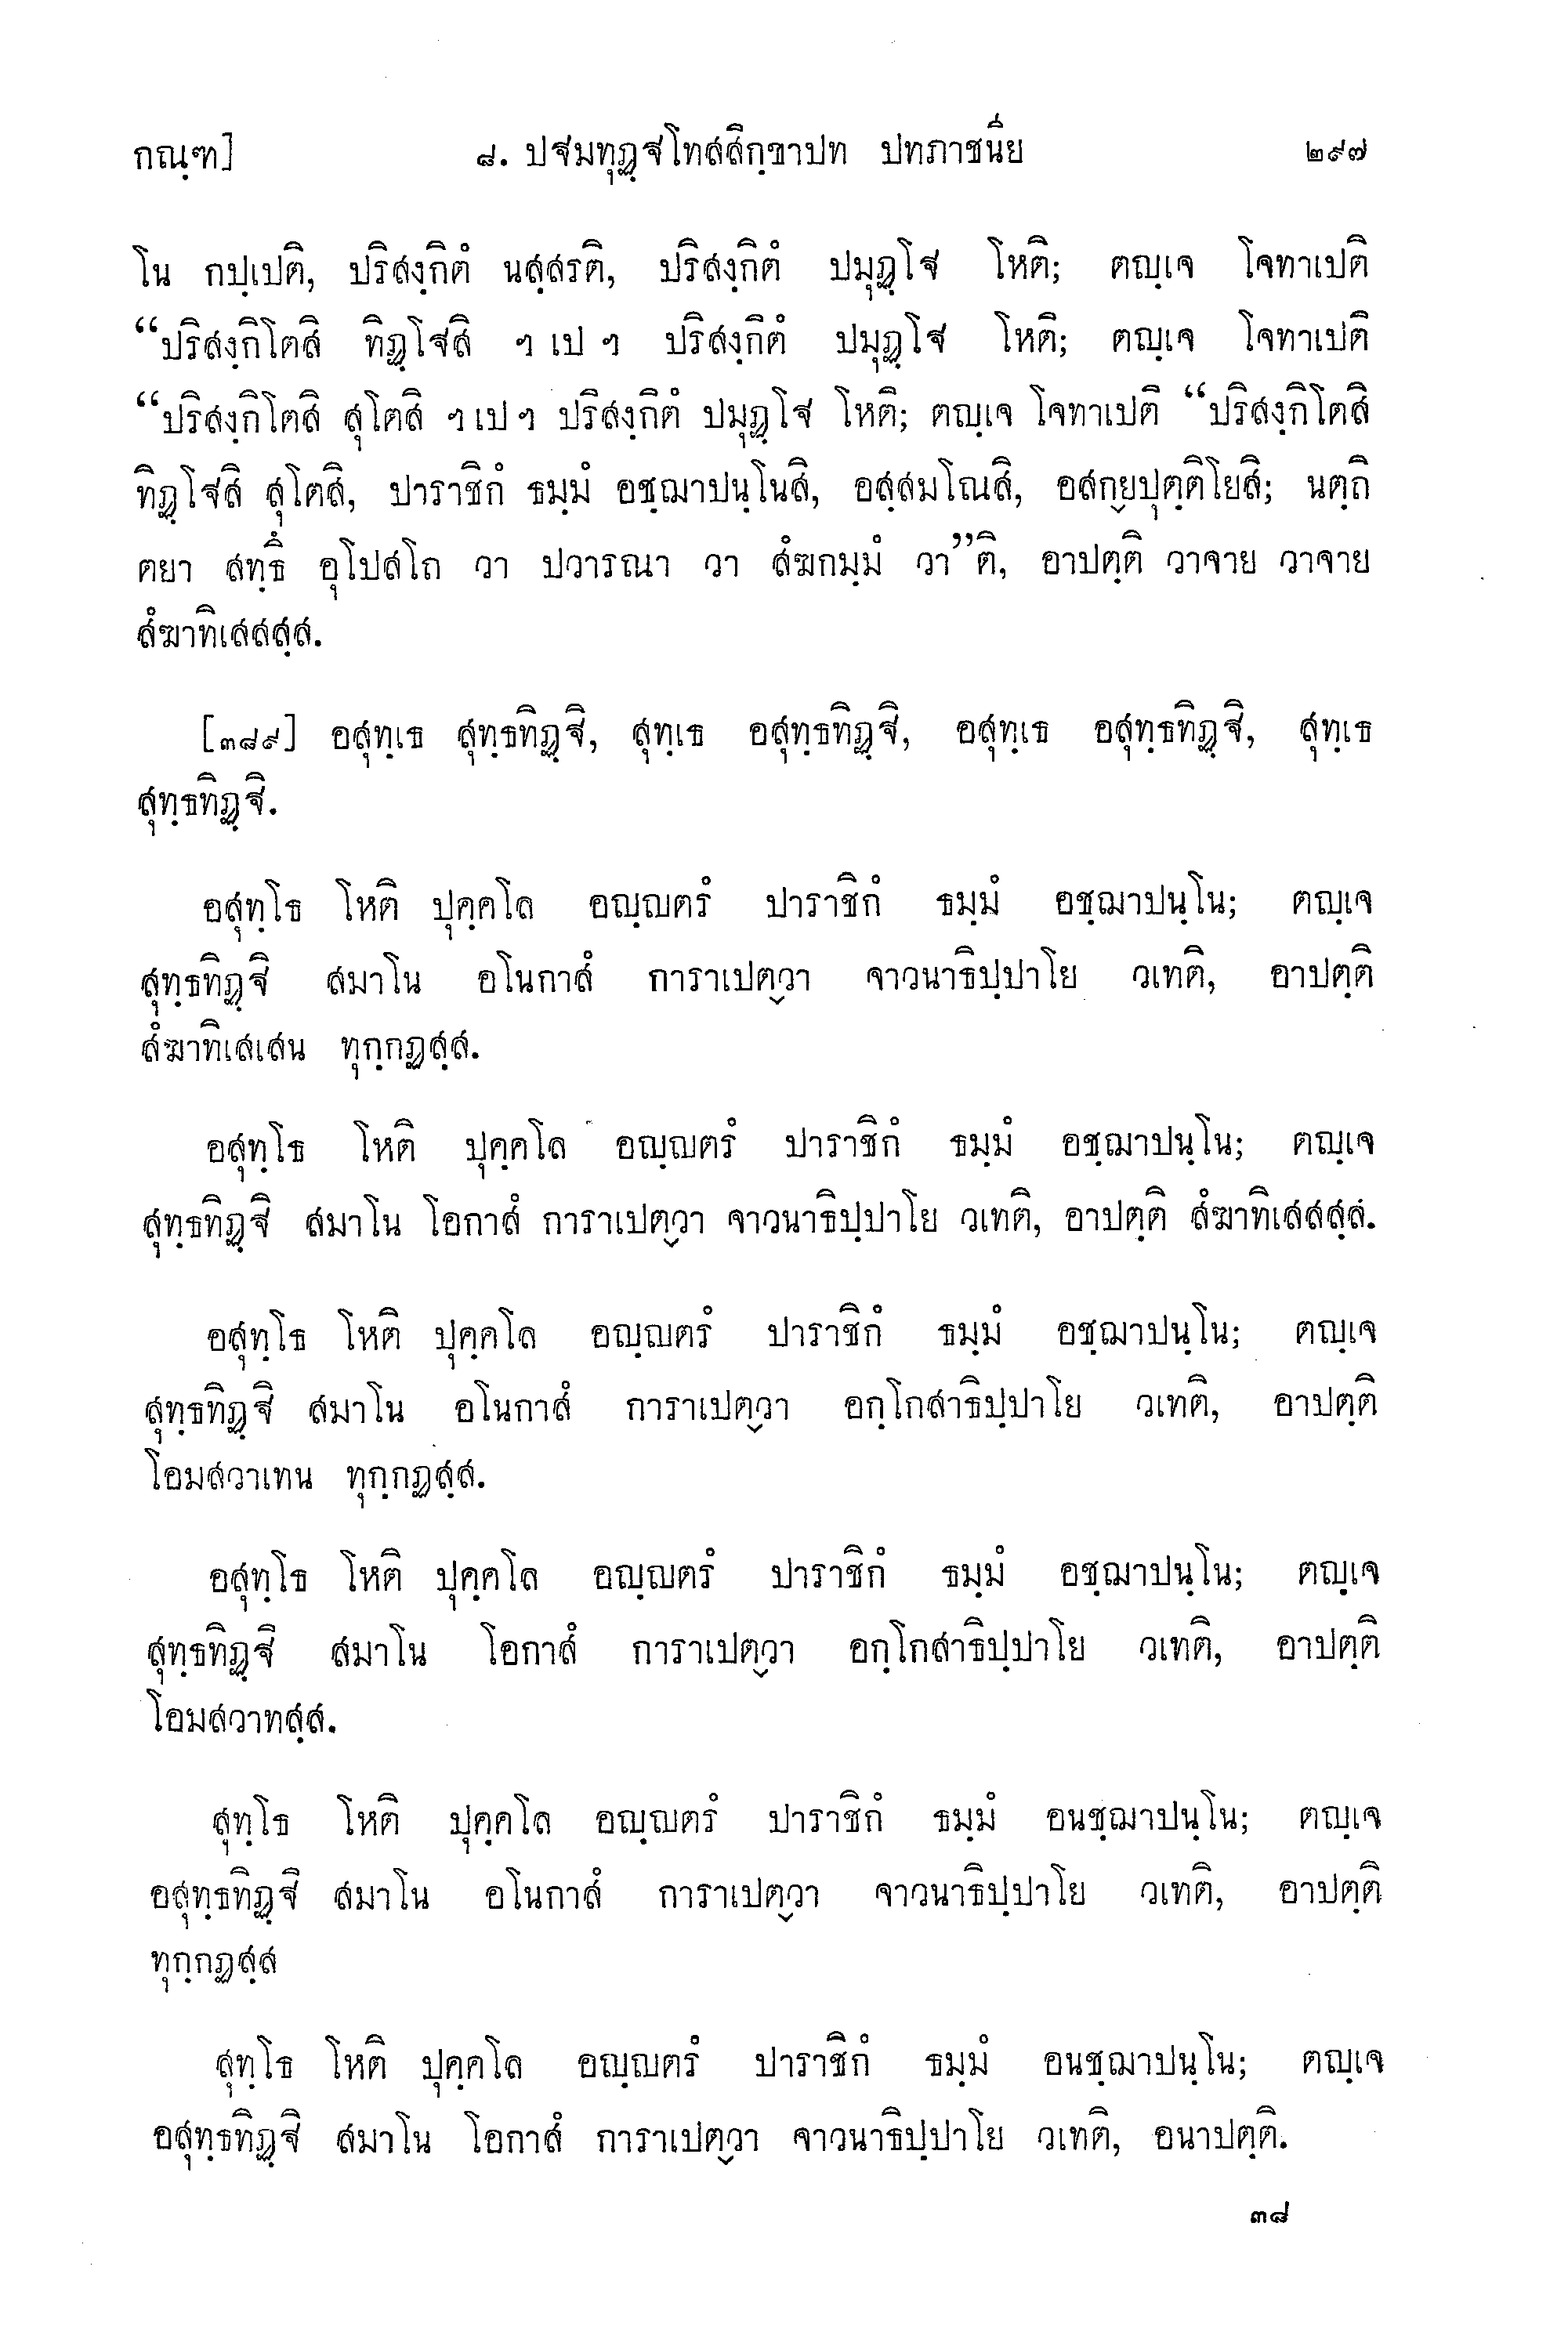 กณฺฑ] ๘. ปฐมทุฏฺฐโทสสิกฺขาปท ปทภาชนีย ๒๙๗
โน กปฺเปติ, ปริสงฺกิตํ นสฺสรติ, ปริสงฺกิตํ ปมุฏฺโฐ โหติ; ตญฺเจ โจทาเปติ
“ปริสงฺกิโตสิ ทิฏฺโฐสิ ฯ เป ฯ ปริสงฺกิตํ ปมุฏฺโฐ โหติ; ตญฺเจ โจทาเปติ
“ปริสงฺกิโตสิ สุโตสิ ฯ เป ฯ ปริสงฺกิตํ ปมุฏฺโฐ โหติ; ตญฺเจ โจทาเปติ “ปริสงฺกิโตสิ
ทิฏฺโฐสิ สุโตสิ, ปาราชิกํ ธมฺมํ อชฺฌาปนฺโนสิ, อสฺสมโณสิ, อสกฺยปุตฺติโยสิ; นตฺถิ
ตยา สทฺธึ อุโปสโถ วา ปวารณา วา สํฆกมฺมํ วา”ติ, อาปตฺติ วาจาย วาจาย
สํฆาทิเสสสฺส.
[๓๘๙] อสุทฺเธ สุทฺธทิฏฺฐิ, สุทฺเธ อสุทฺธทิฏฺฐิ, อสุทฺเธ อสุทฺธทิฏฺฐิ, สุทฺเธ
สุทฺธทิฏฺฐิ.
อสุทฺโธ โหติ ปุคฺคโล อญฺญตรํ ปาราชิกํ ธมฺมํ อชฺฌาปนฺโน; ตญฺเจ
สุทฺธทิฏฺฐิ สมาโน อโนกาสํ การาเปตฺวา จาวนาธิปฺปาโย วเทติ, อาปตฺติ
สํฆาทิเสเสน ทุกฺกฏสฺส.
อสุทฺโธ โหติ ปุคฺคโล อญฺญตรํ ปาราชิกํ ธมฺมํ อชฺฌาปนฺโน; ตญฺเจ
สุทฺธทิฏฺฐิ สมาโน โอกาสํ การาเปตฺวา จาวนาธิปฺปาโย วเทติ, อาปตฺติ สํฆาทิเสสสฺส.
อสุทฺโธ โหติ ปุคฺคโล อญฺญตรํ ปาราชิกํ ธมฺมํ อชฺฌาปนฺโน; ตญฺเจ
สุทฺธทิฏฺฐิ สมาโน อโนกาสํ การาเปตฺวา อกฺโกสาธิปฺปาโย วเทติ, อาปตฺติ
โอมสวาเทน ทุกฺกฏสฺส.
อสุทฺโธ โหติ ปุคฺคโล อญฺญตรํ ปาราชิกํ ธมฺมํ อชฺฌาปนฺโน; ตญฺเจ
สุทฺธทิฏฺฐิ สมาโน โอกาสํ การาเปตฺวา อกฺโกสาธิปฺปาโย วเทติ, อาปตฺติ
โอมสวาทสฺส.
สุทฺโธ โหติ ปุคฺคโล อญฺญตรํ ปาราชิกํ ธมฺมํ อนชฺฌาปนฺโน; ตญฺเจ
อสุทฺธทิฏฺฐิ สมาโน อโนกาสํ การาเปตฺวา จาวนาธิปฺปาโย วเทติ, อาปตฺติ
ทุกฺกฏสฺส
สุทฺโธ โหติ ปุคฺคโล อญฺญตรํ ปาราชิกํ ธมฺมํ อนชฺฌาปนฺโน; ตญฺเจ
อสุทฺธทิฏฺฐิ สมาโน โอกาสํ การาเปตฺวา จาวนาธิปฺปาโย วเทติ, อนาปตฺติ.
๓๘